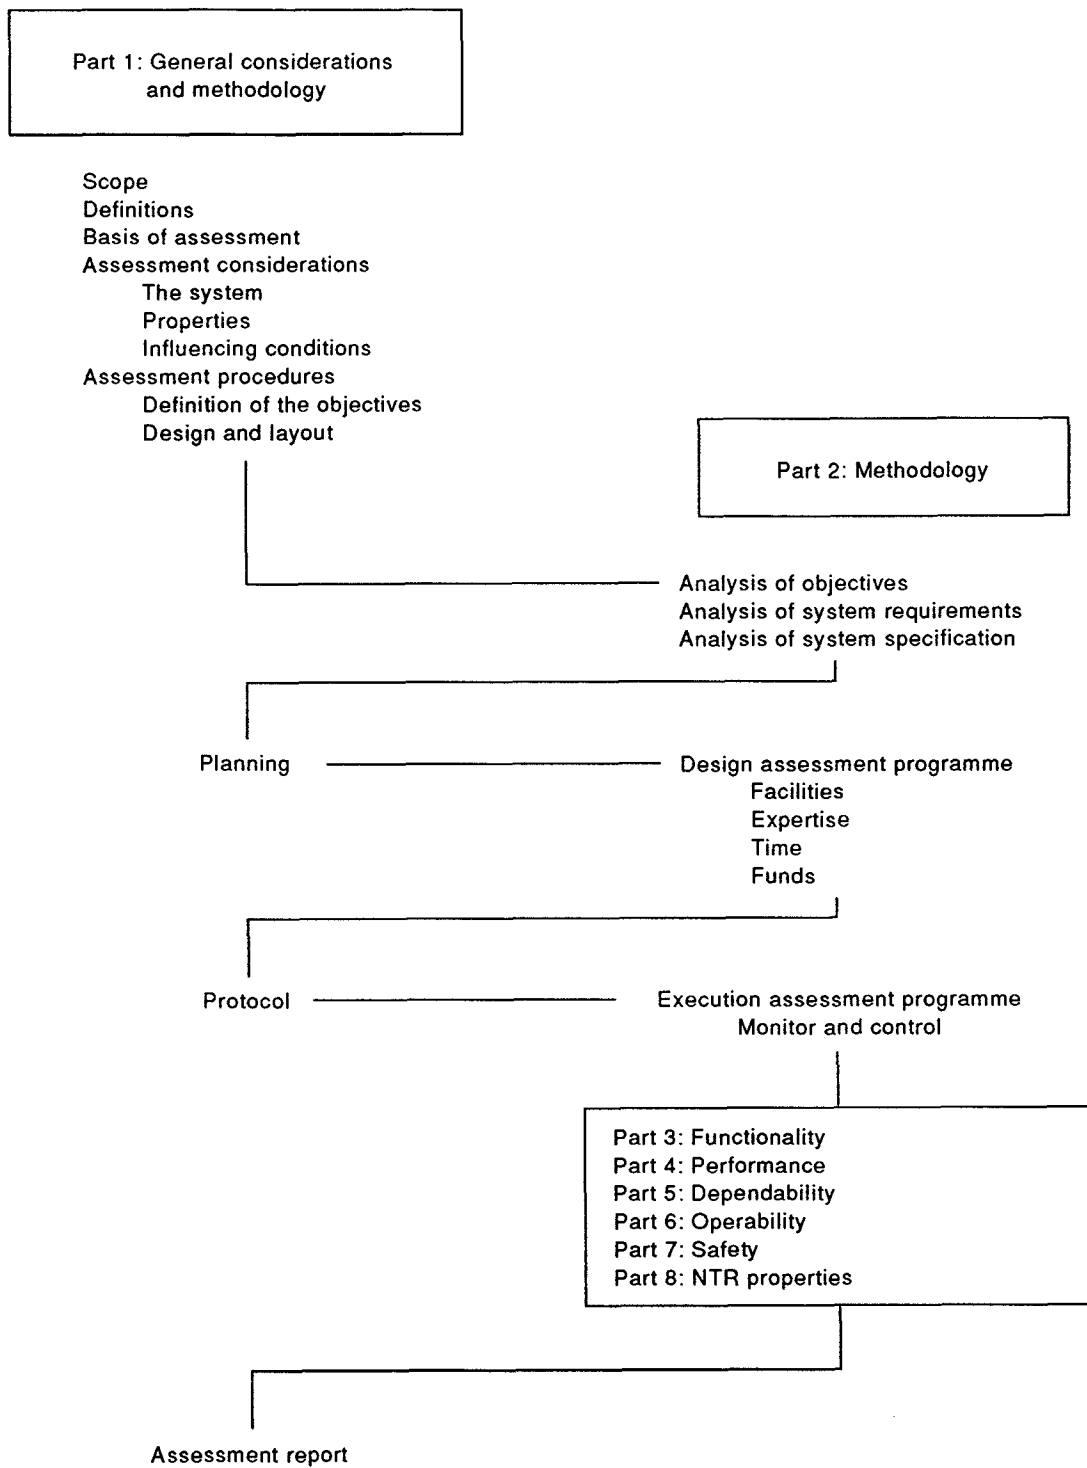 Part 1: General considerations
and methodology
Scope
Definitions
Basis of assessment
Assessment considerations
The system
Properties
Influencing conditions
Assessment procedures
Definition of the objectives
Design and layout
Part 2: Methodology
Analysis of objectives
Analysis of system requirements
Analysis of system specification
Planning
Design assessment programme
Facilities
Expertise
Time
Funds
Protocol
Execution assessment programme
Monitor and control
Part 3: Functionality
Part 4: Performance
Part 5: Dependability
Part 6: Operability
Part 7: Safety
Part 8: NTR properties
Assessment report